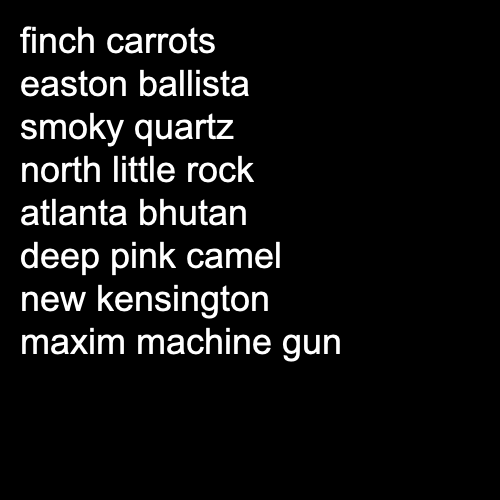 finch carrots
easton ballista
smoky quartz
north little rock
atlanta bhutan
deep pink camel
new kensington
maxim machine gun